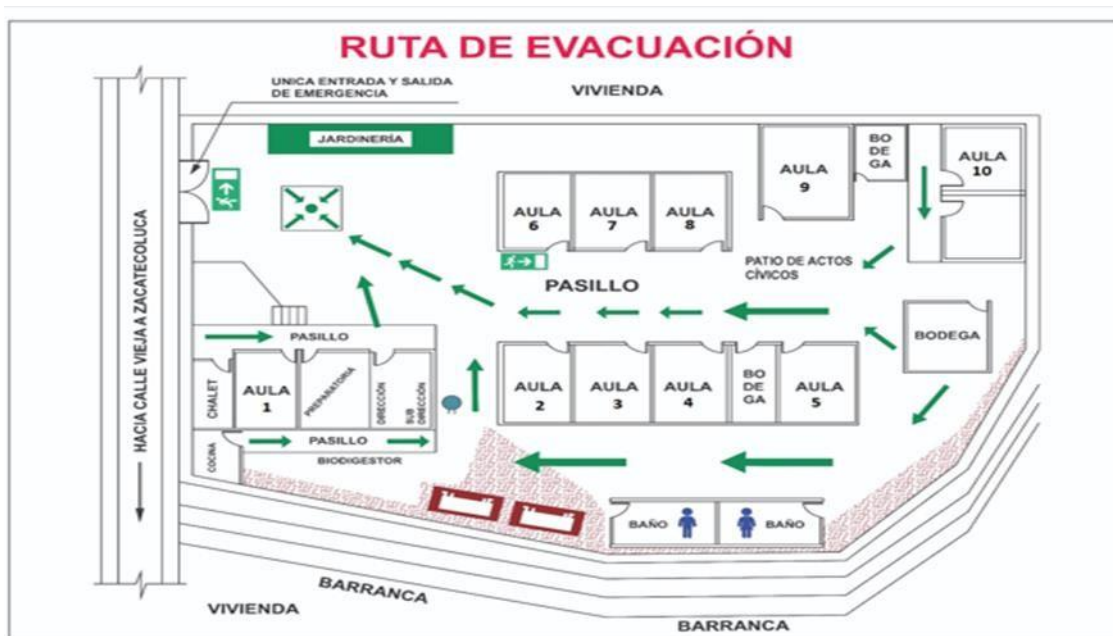 RUTA DE EVACUACIÓN
UNICA ENTRADA Y SALIDA
DE EMERGENCIA
VIVIENDA
JARDINERÍA
HACIA CALLE VIEJA A ZACATECOLUCA
AULA
6
AULA
7
AULA
8
AULA
9
BO
DE
GA
AULA
10
PATIO DE ACTOS
CÍVICOS
PASILLO
PASILLO
BODEGA
CHALET
AULA
1
PREPARATORIA
DIRECCIÓN
SUB
DIRECCIÓN
AULA
2
AULA
3
AULA
4
BO
DE
GA
AULA
5
COCINA
PASILLO
BIODIGESTOR
BAÑO
BAÑO
BARRANCA
VIVIENDA
BARRANCA